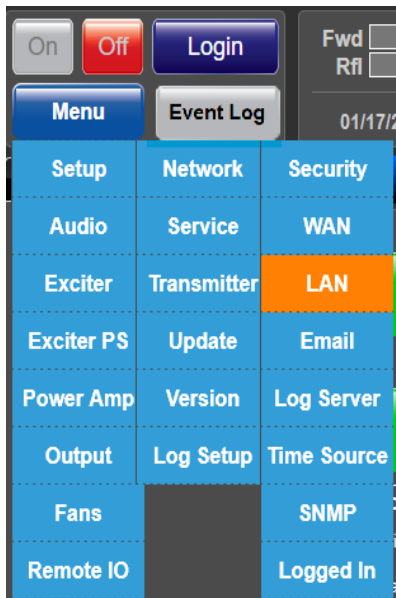 On Off Login Fwd
Rfl
Menu Event Log 01/17/2
Setup Network Security
Audio Service WAN
Exciter Transmitter LAN
Exciter PS Update Email
Power Amp Version Log Server
Output Log Setup Time Source
Fans SNMP
Remote IO Logged In